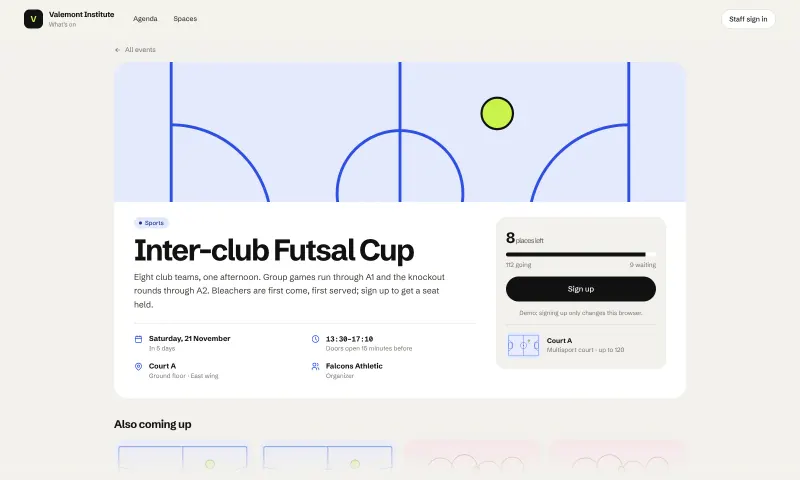 V
Valemont Institute
What's on
Agenda
Spaces
Staff sign in
← All events
Sports
Inter-club Futsal Cup
Eight club teams, one afternoon. Group games run through A1 and the knockout
rounds through A2. Bleachers are first come, first served; sign up to get a seat
held.
Saturday, 21 November
In 5 days
13:30–17:10
Doors open 15 minutes before
Court A
Ground floor · East wing
Falcons Athletic
Organizer
8 places left
112 going
9 waiting
Sign up
Demo: signing up only changes this browser.
Court A
Multisport court · up to 120
Also coming up